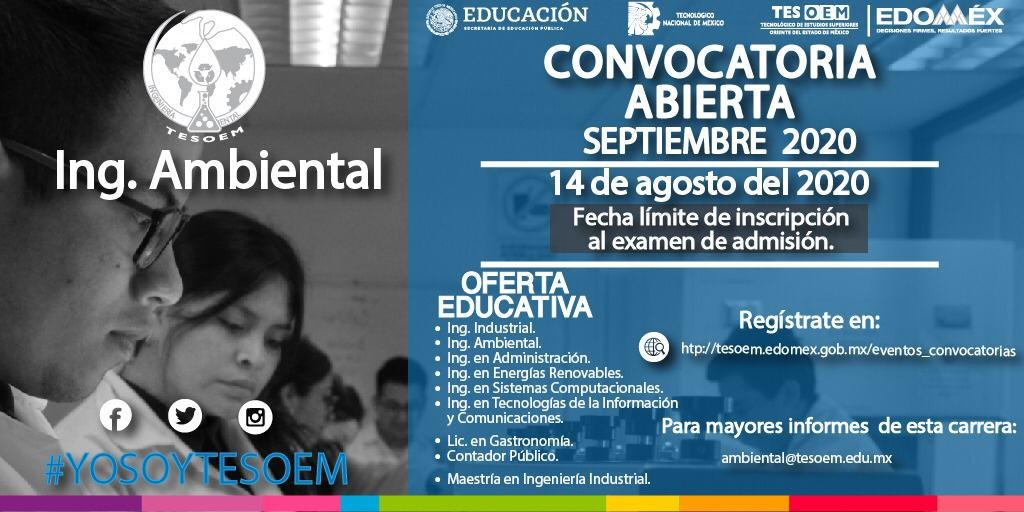 EDUCACIÓN
SECRETARÍA DE EDUCACIÓN PÚBLICA
TECNOLÓGICO
NACIONAL DE MÉXICO
TESOEM
TECNOLÓGICO DE ESTUDIOS SUPERIORES
ORIENTE DEL ESTADO DE MÉXICO
EDOMÉX
DECISIONES FIRMES, RESULTADOS FUERTES.
INGENIERÍA AMBIENTAL
TESOEM
Ing. Ambiental
CONVOCATORIA
ABIERTA
SEPTIEMBRE 2020
14 de agosto del 2020
Fecha límite de inscripción
al examen de admisión.
OFERTA
EDUCATIVA
• Ing. Industrial.
• Ing. Ambiental.
• Ing. en Administración.
• Ing. en Energías Renovables.
• Ing. en Sistemas Computacionales.
• Ing. en Tecnologías de la Información
y Comunicaciones.
• Lic. en Gastronomía.
• Contador Público.
• Maestría en Ingeniería Industrial.
Regístrate en:
htp://tesoem.edomex.gob.mx/eventos_convocatorias
Para mayores informes de esta carrera:
ambiental@tesoem.edu.mx
#YOSOYTESOEM